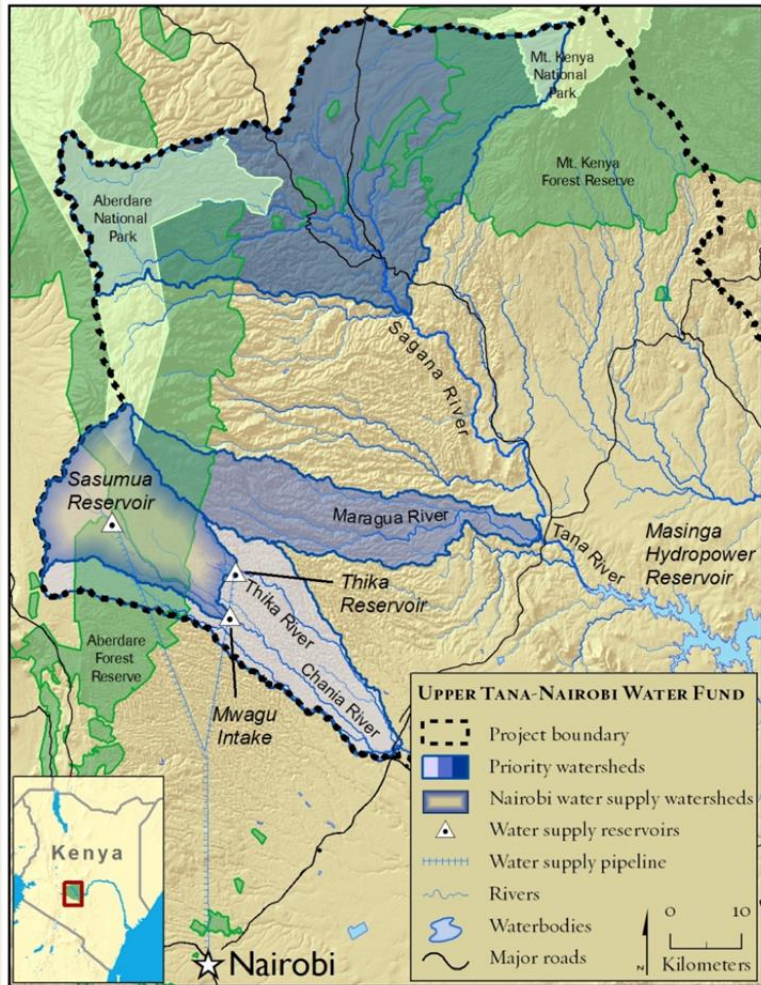 Mt. Kenya
National
Park
Mt. Kenya
Forest Reserve
Aberdare
National
Park
Sagana River
Sasumua
Reservoir
Maragua River
Tana River
Masinga
Hydropower
Reservoir
Thika
Reservoir
Thika River
Aberdare
Forest
Reserve
Chania River
Mwagu
Intake
UPPER TANA-NAIROBI WATER FUND
Project boundary
Priority watersheds
Nairobi water supply watersheds
Water supply reservoirs
Water supply pipeline
Rivers
Waterbodies
Major roads
N
0 10
Kilometers
Kenya
Nairobi